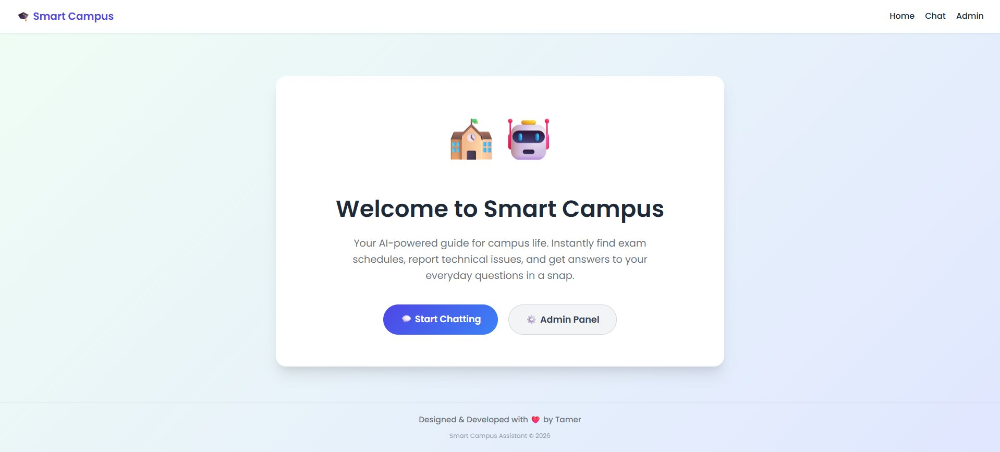 🎓 Smart Campus
Home Chat Admin
Welcome to Smart Campus
Your AI-powered guide for campus life. Instantly find exam
schedules, report technical issues, and get answers to your
everyday questions in a snap.
💬 Start Chatting
⚙️ Admin Panel
Designed & Developed with ❤️ by Tamer
Smart Campus Assistant © 2026